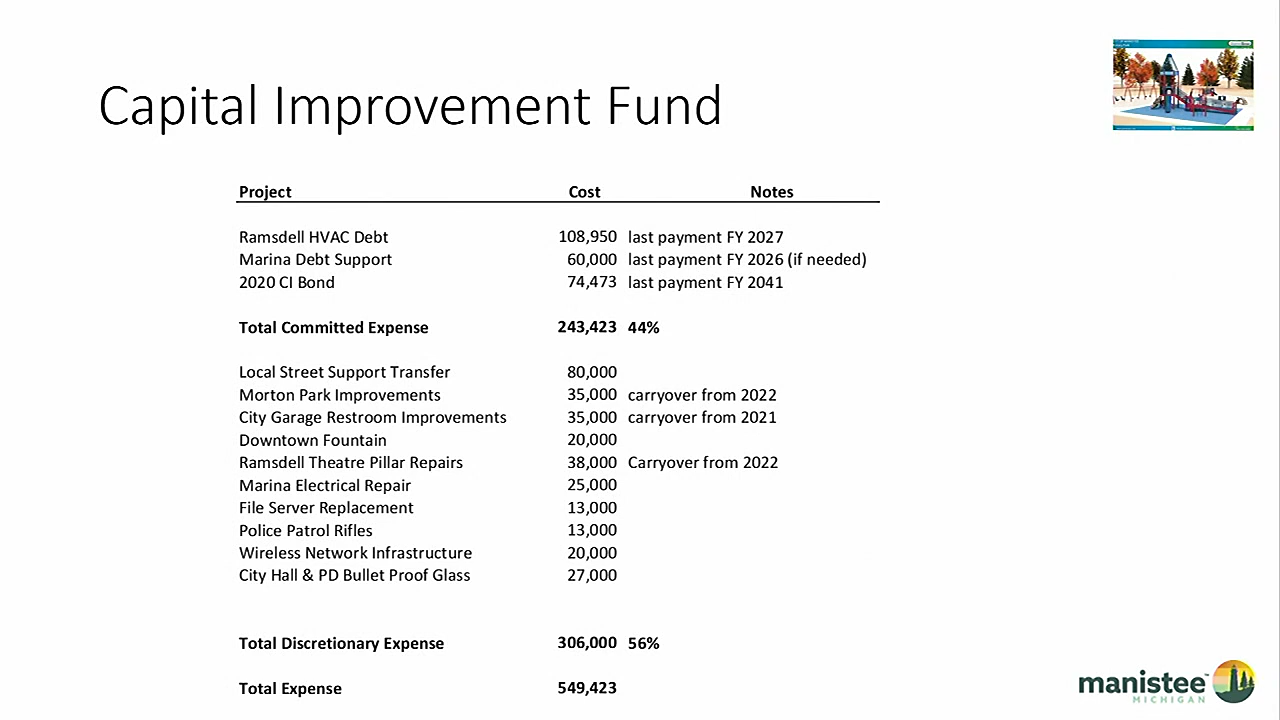 Capital Improvement Fund
Project Cost Notes
Ramsdell HVAC Debt 108,950 last payment FY 2027
Marina Debt Support 60,000 last payment FY 2026 (if needed)
2020 CI Bond 74,473 last payment FY 2041
Total Committed Expense 243,423 44%
Local Street Support Transfer 80,000
Morton Park Improvements 35,000 carryover from 2022
City Garage Restroom Improvements 35,000 carryover from 2021
Downtown Fountain 20,000
Ramsdell Theatre Pillar Repairs 38,000 Carryover from 2022
Marina Electrical Repair 25,000
File Server Replacement 13,000
Police Patrol Rifles 13,000
Wireless Network Infrastructure 20,000
City Hall & PD Bullet Proof Glass 27,000
Total Discretionary Expense 306,000 56%
Total Expense 549,423
manistee
MICHIGAN